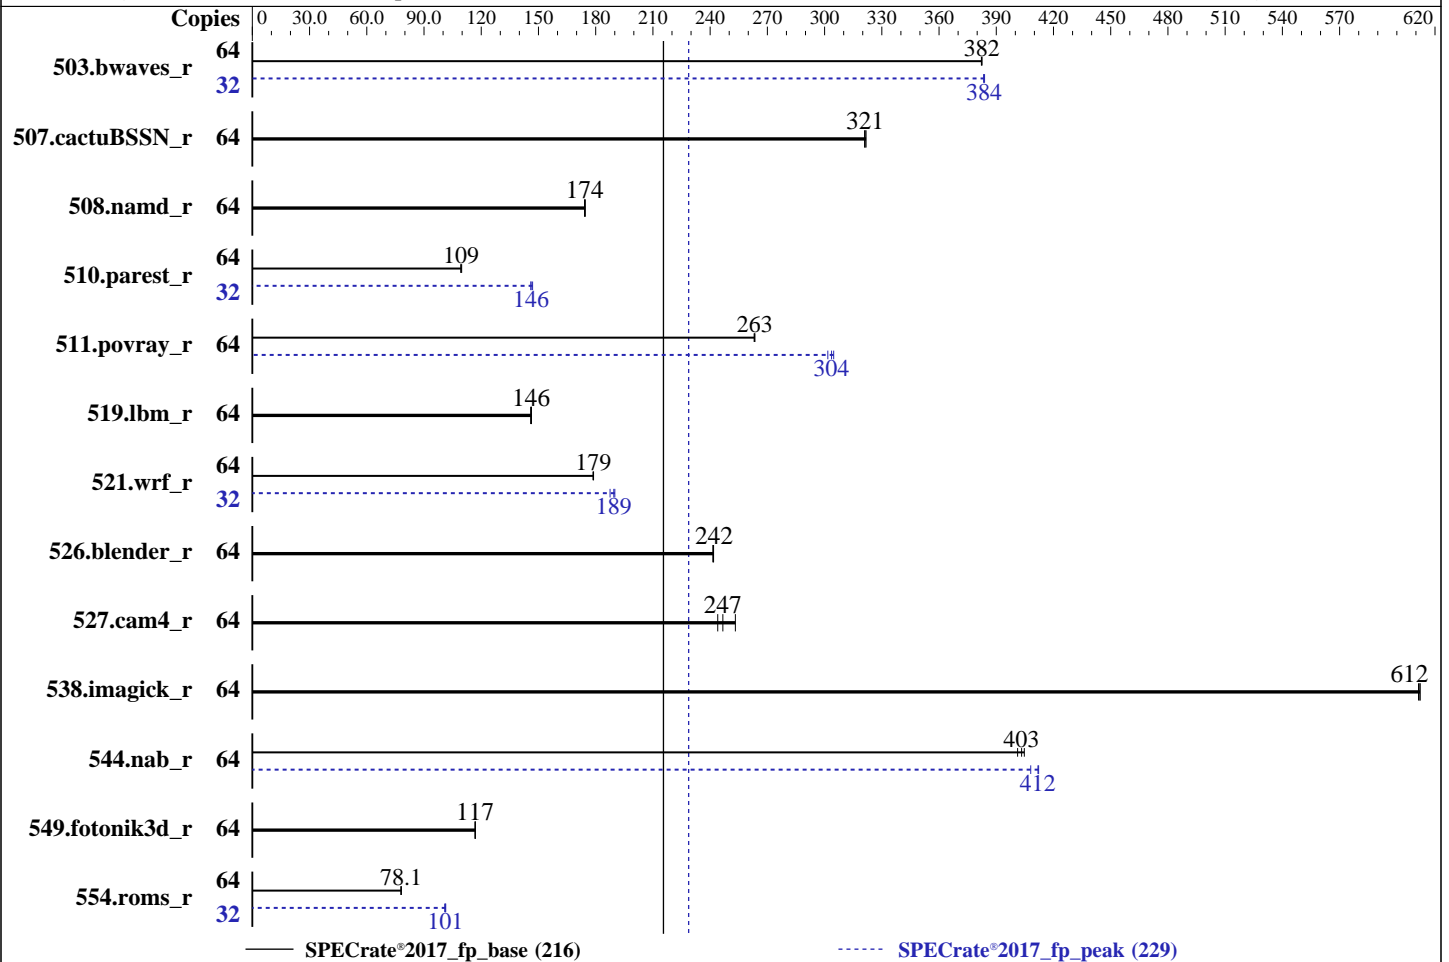 Copies 0 30.0 60.0 90.0 120 150 180 210 240 270 300 330 360 390 420 450 480 510 540 570 620
503.bwaves_r 64 382
32 384
507.cactuBSSN_r 64 321
508.namd_r 64 174
510.parest_r 64 109
32 146
511.povray_r 64 263
304
519.lbm_r 64 146
521.wrf_r 64 179
32 189
526.blender_r 64 242
527.cam4_r 64 247
538.imagick_r 64 612
544.nab_r 64 403
412
549.fotonik3d_r 64 117
554.roms_r 64 78.1
32 101
SPECrate®2017_fp_base (216) SPECrate®2017_fp_peak (229)